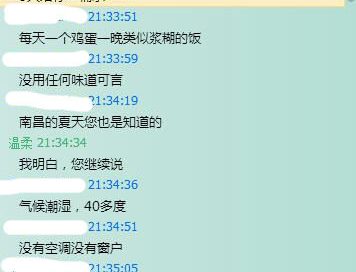 21:33:51
每天一个鸡蛋一晚类似浆糊的饭
21:33:59
没用任何味道可言
21:34:19
南昌的夏天您也是知道的
温柔 21:34:34
我明白，您继续说
21:34:36
气候潮湿，40多度
21:34:51
没有空调没有窗户
21:35:05